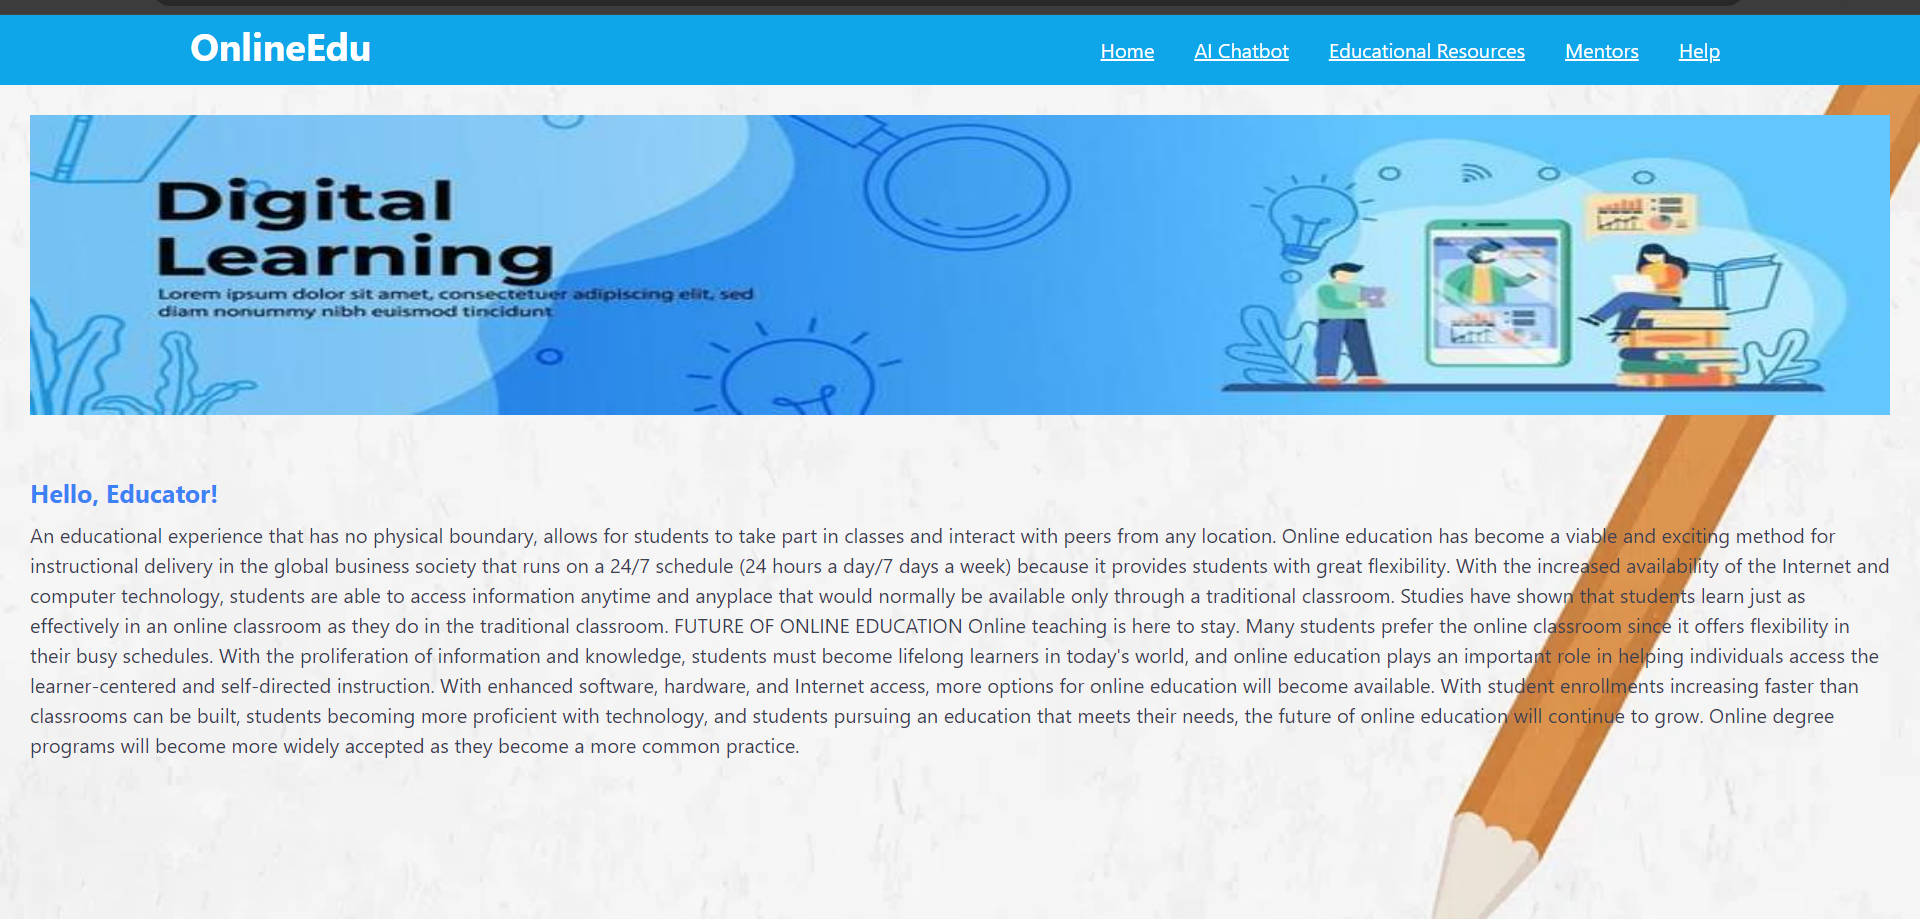 OnlineEdu
Home AI Chatbot Educational Resources Mentors Help
Digital
Learning
Lorem ipsum dolor sit amet, consectetuer adipiscing elit, sed
diam nonummy nibh euismod tincidunt
Hello, Educator!
An educational experience that has no physical boundary, allows for students to take part in classes and interact with peers from any location. Online education has become a viable and exciting method for
instructional delivery in the global business society that runs on a 24/7 schedule (24 hours a day/7 days a week) because it provides students with great flexibility. With the increased availability of the Internet and
computer technology, students are able to access information anytime and anyplace that would normally be available only through a traditional classroom. Studies have shown that students learn just as
effectively in an online classroom as they do in the traditional classroom. FUTURE OF ONLINE EDUCATION Online teaching is here to stay. Many students prefer the online classroom since it offers flexibility in
their busy schedules. With the proliferation of information and knowledge, students must become lifelong learners in today's world, and online education plays an important role in helping individuals access the
learner-centered and self-directed instruction. With enhanced software, hardware, and Internet access, more options for online education will become available. With student enrollments increasing faster than
classrooms can be built, students becoming more proficient with technology, and students pursuing an education that meets their needs, the future of online education will continue to grow. Online degree
programs will become more widely accepted as they become a more common practice.